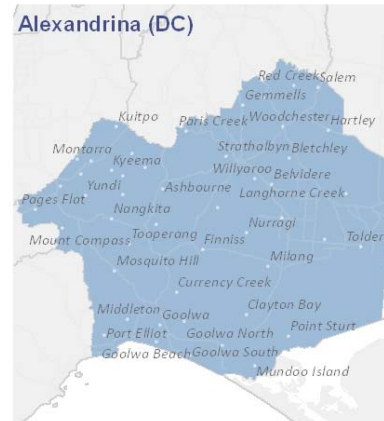 Alexandrina (DC)
Red Creek Salem
Gemmells
Kuitpo Paris Creek Woodchester Hartley
Montarra Strathalbyn Bletchley
Kyeema Willyaroo Belvidere
Yundi Ashbourne Langhorne Creek
Pages Flat Nangkita
Mount Compass Tooperang Finniss Nurragi Tolder
Mosquito Hill Milang
Currency Creek
Middleton Goolwa Clayton Bay
Port Elliot Goolwa North Point Sturt
Goolwa Beach Goolwa South
Mundoo Island